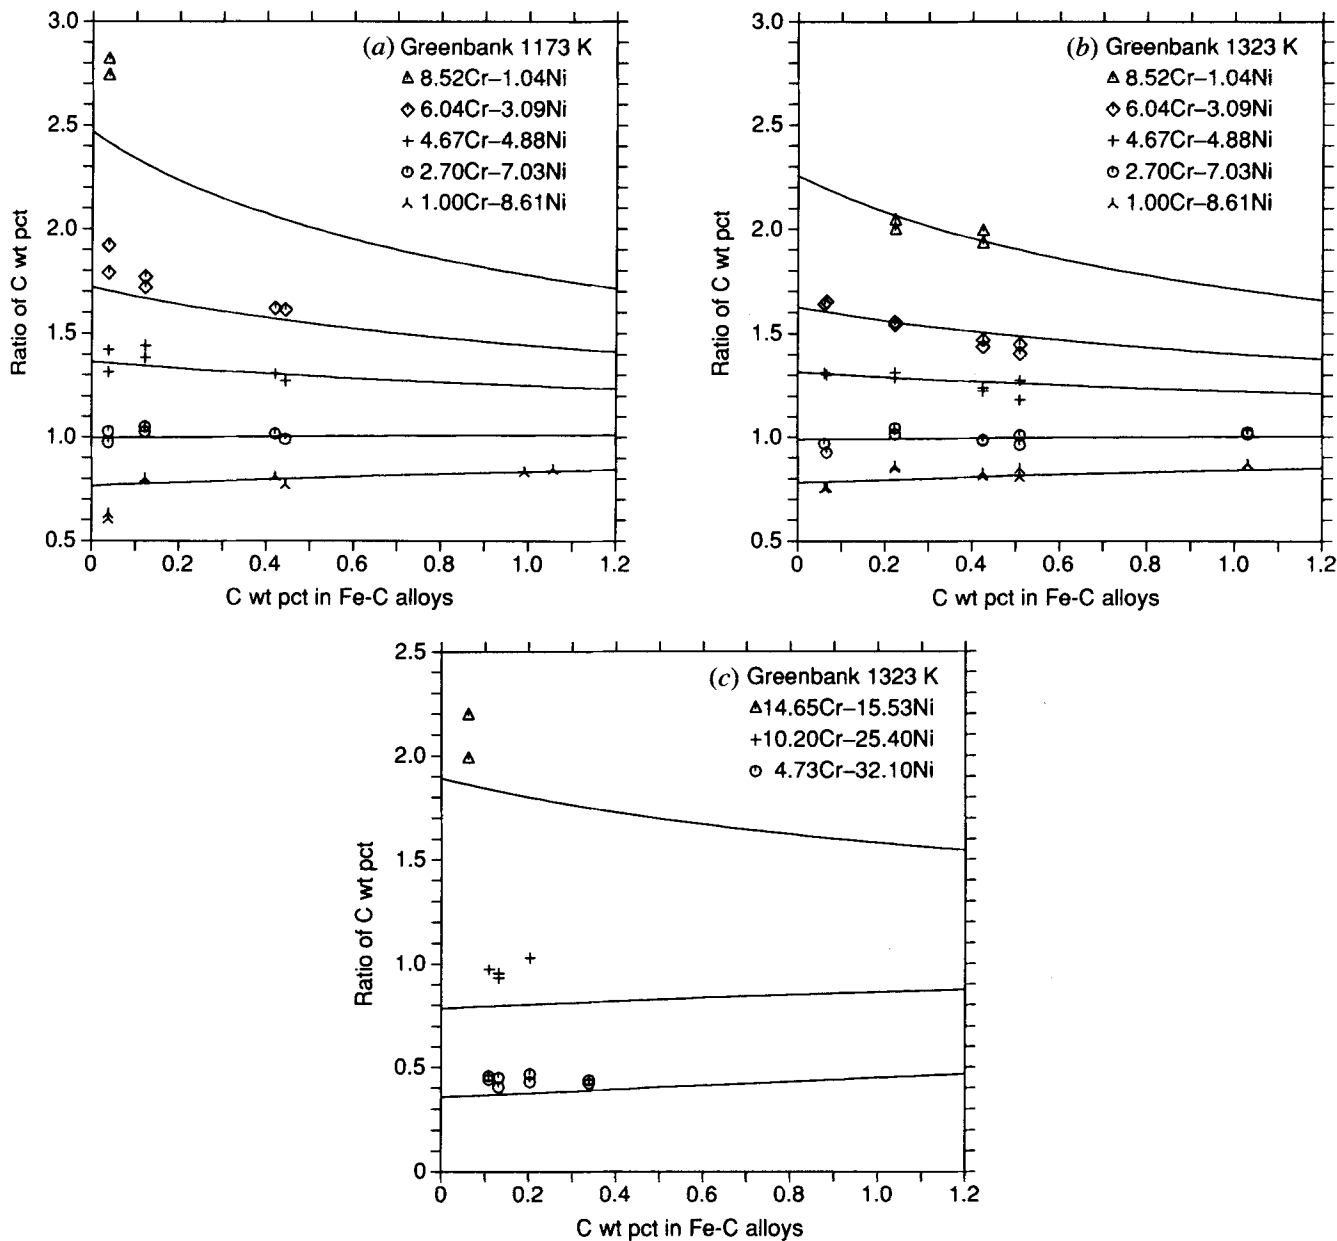 (a) Greenbank 1173 K
8.52Cr–1.04Ni
6.04Cr–3.09Ni
4.67Cr–4.88Ni
2.70Cr–7.03Ni
1.00Cr–8.61Ni
3.0
2.5
2.0
1.5
1.0
0.5
Ratio of C wt pct
0 0.2 0.4 0.6 0.8 1.0 1.2
C wt pct in Fe-C alloys
(b) Greenbank 1323 K
8.52Cr–1.04Ni
6.04Cr–3.09Ni
4.67Cr–4.88Ni
2.70Cr–7.03Ni
1.00Cr–8.61Ni
3.0
2.5
2.0
1.5
1.0
0.5
Ratio of C wt pct
0 0.2 0.4 0.6 0.8 1.0 1.2
C wt pct in Fe-C alloys
(c) Greenbank 1323 K
14.65Cr–15.53Ni
10.20Cr–25.40Ni
4.73Cr–32.10Ni
2.5
2.0
1.5
1.0
0.5
0
Ratio of C wt pct
0 0.2 0.4 0.6 0.8 1.0 1.2
C wt pct in Fe-C alloys